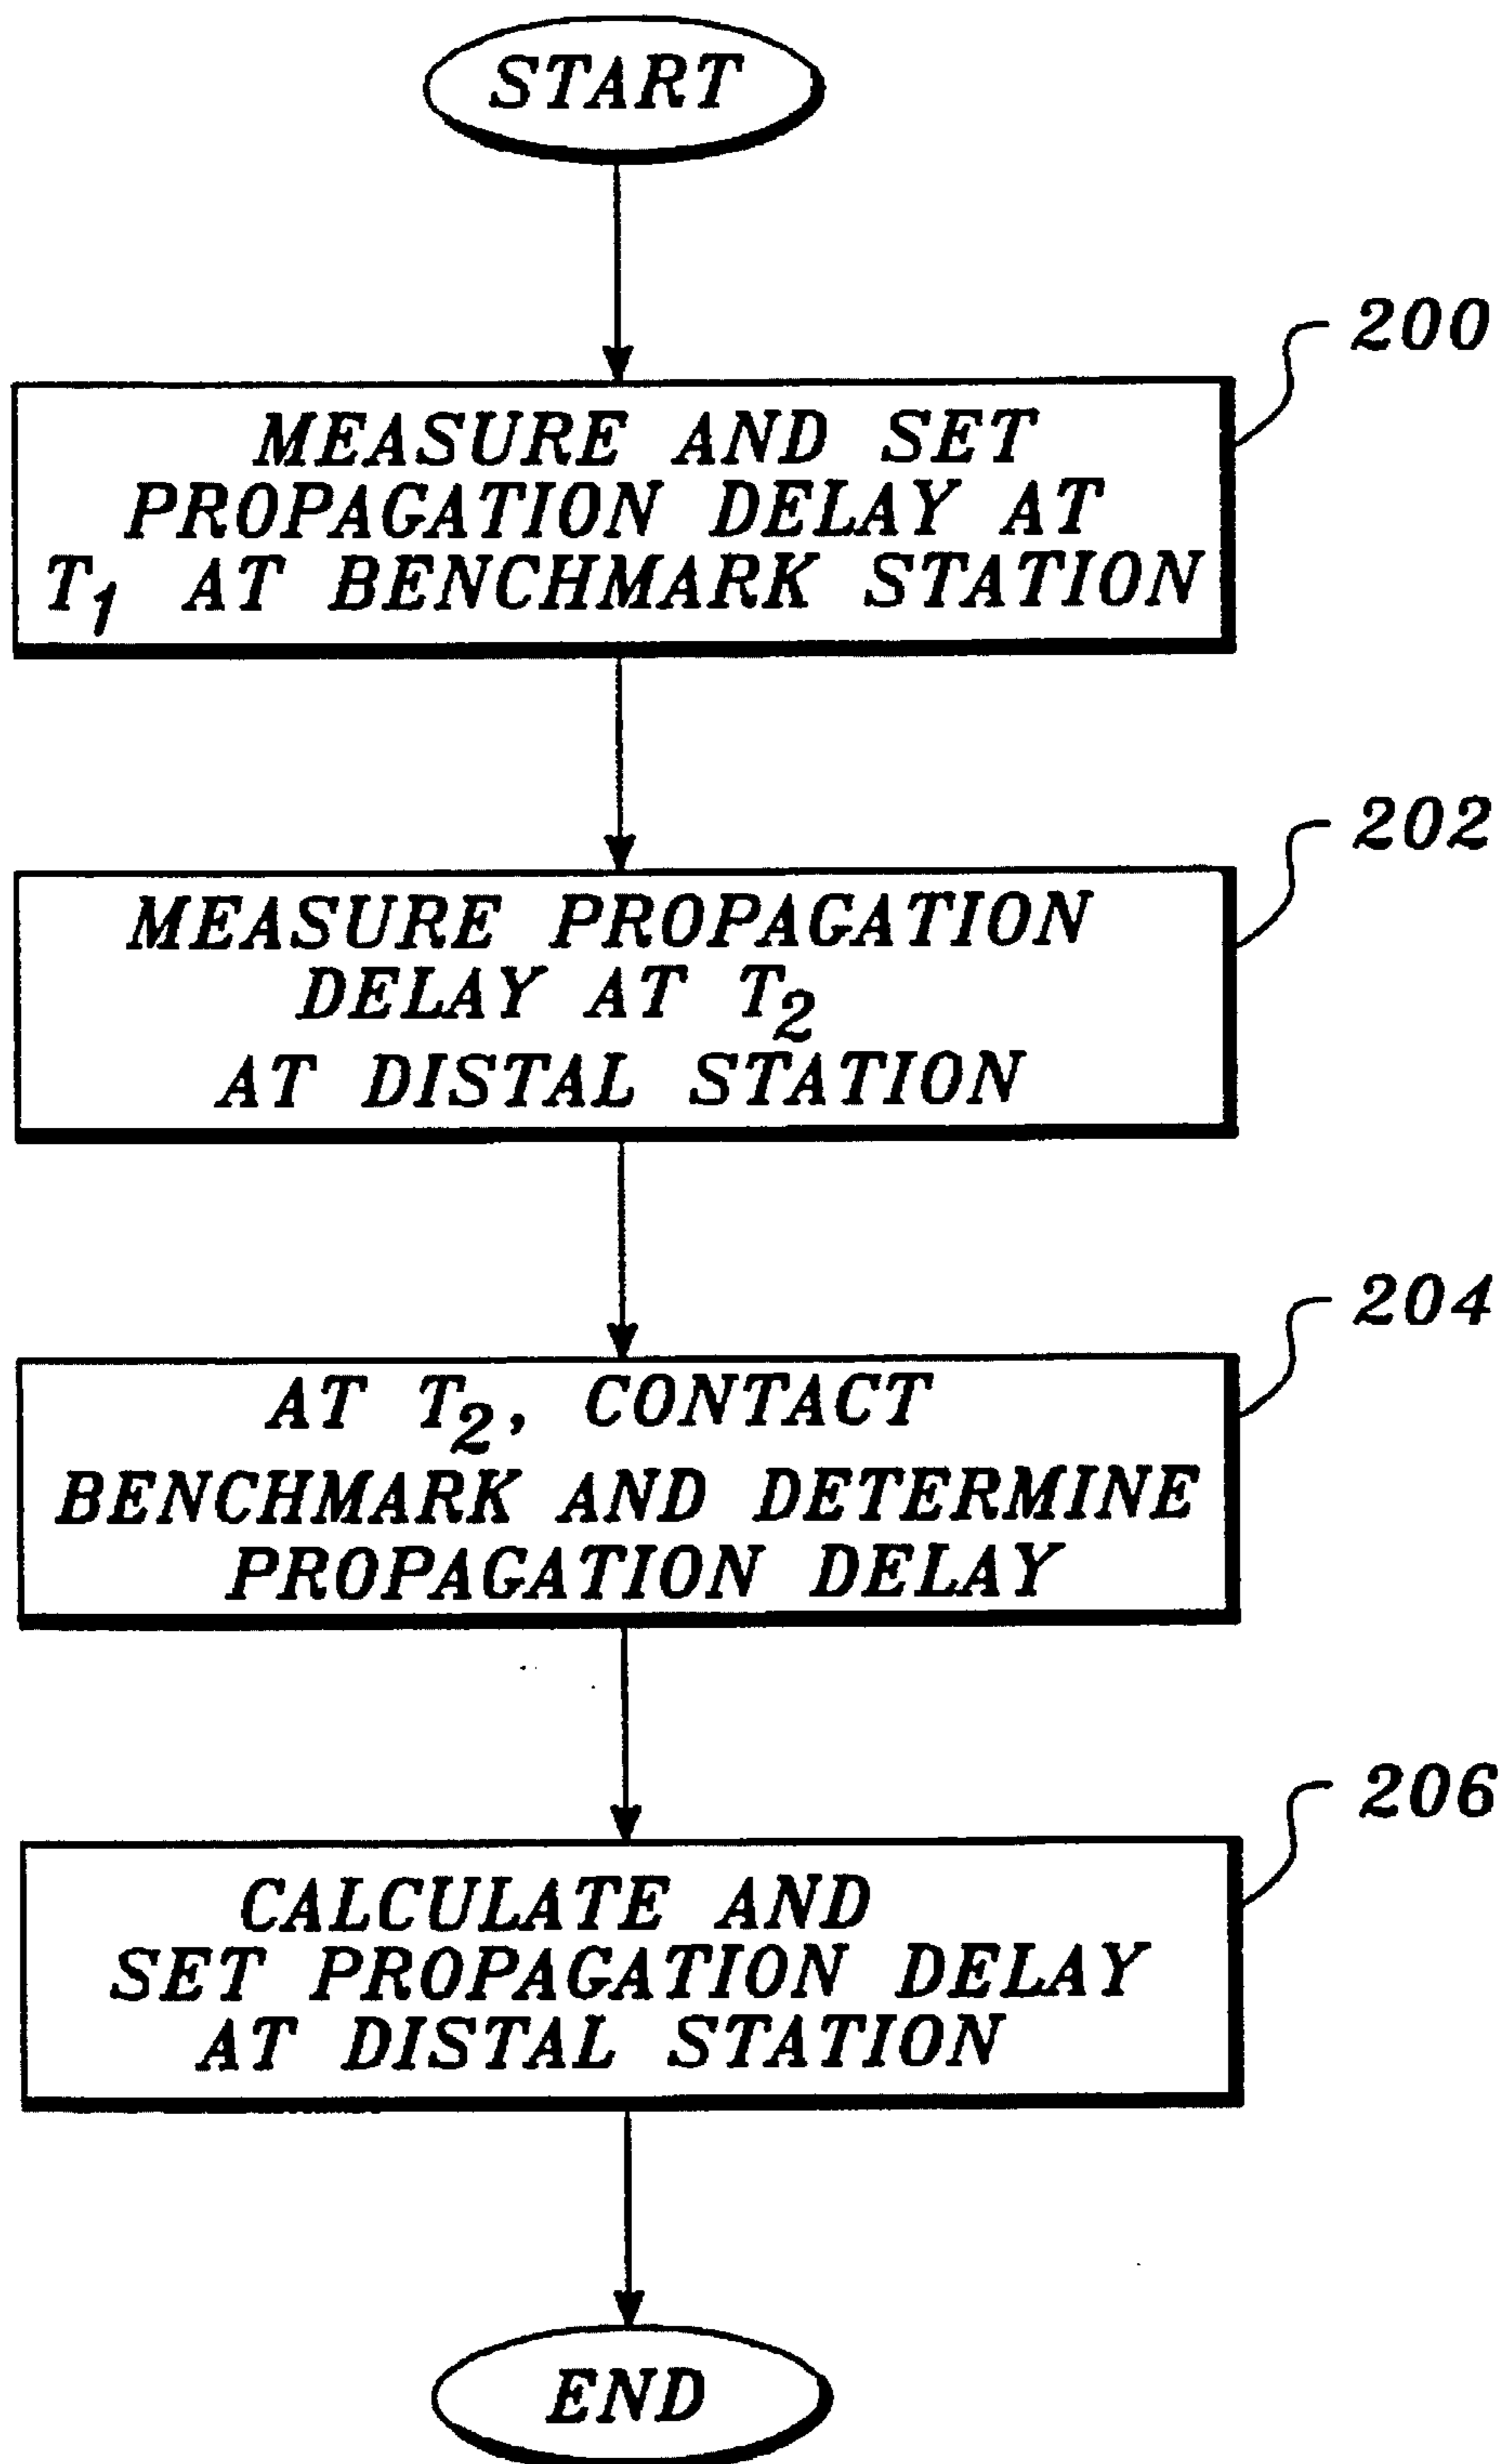 START
200
MEASURE AND SET
PROPAGATION DELAY AT
T₁ AT BENCHMARK STATION
202
MEASURE PROPAGATION
DELAY AT T₂
AT DISTAL STATION
204
AT T₂, CONTACT
BENCHMARK AND DETERMINE
PROPAGATION DELAY
206
CALCULATE AND
SET PROPAGATION DELAY
AT DISTAL STATION
END